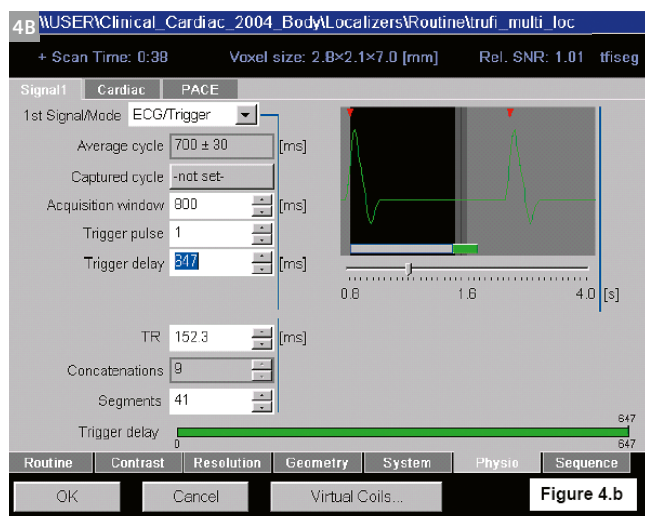 4B \\USER\Clinical_Cardiac_2004_Body\Localizers\Routine\trufi_multi_loc
+ Scan Time: 0:38 Voxel size: 2.8×2.1×7.0 [mm] Rel. SNR: 1.01 tfiseg
Signal1 Cardiac PACE
1st Signal/Mode ECG/Trigger
Average cycle 700 ± 30 [ms]
Captured cycle -not set-
Acquisition window 800 [ms]
Trigger pulse 1
Trigger delay 647 [ms]
0.6 1.6 4.0 [s]
TR 152.3 [ms]
Concatenations 9
Segments 41
647
Trigger delay
0 647
Routine Contrast Resolution Geometry System Physio Sequence
OK Cancel Virtual Coils... Figure 4.b